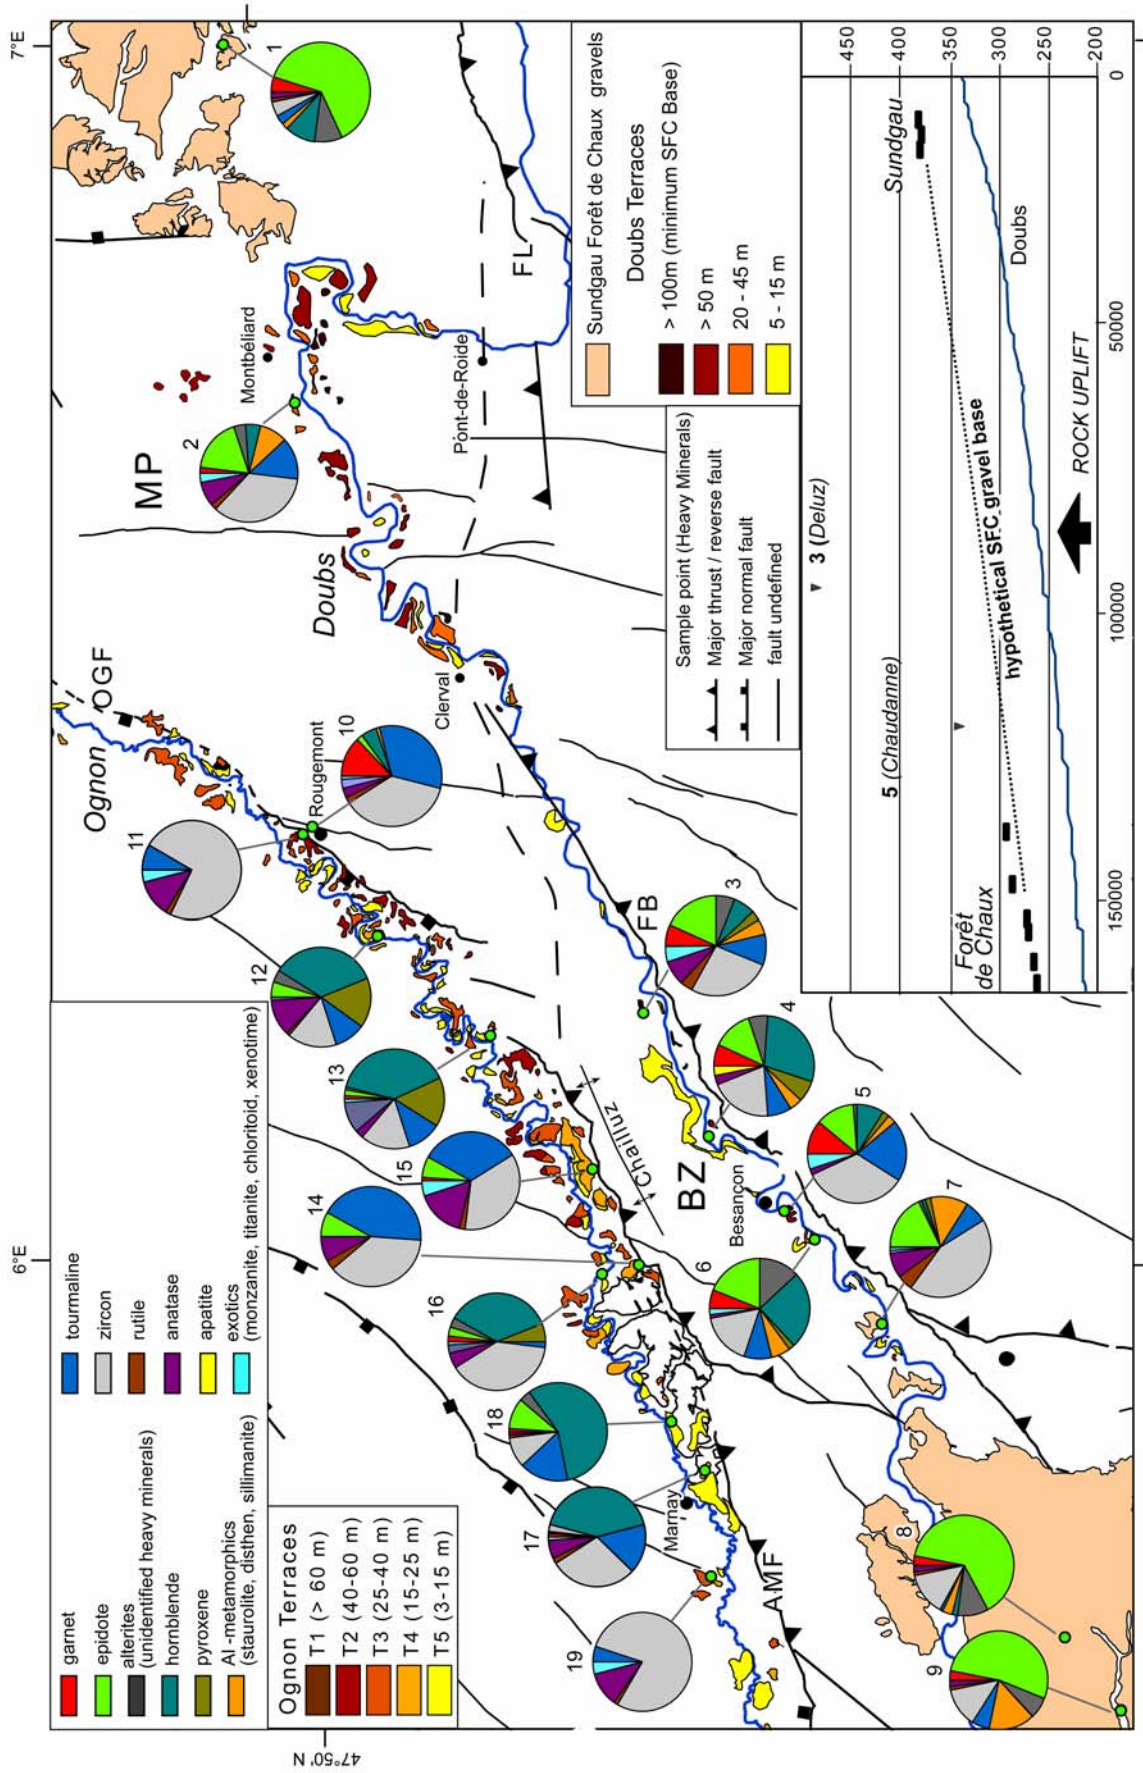 7°E
6°E
47°50' N
garnet
epidote
alterites
(unidentified heavy minerals)
hornblende
pyroxene
Al -metamorphics
(staurolite, disthen, sillimanite)
tourmaline
zircon
rutile
anatase
apatite
exotics
(monzanite, titanite, chloritoid, xenotime)
Ognon Terraces
T1 (> 60 m)
T2 (40-60 m)
T3 (25-40 m)
T4 (15-25 m)
T5 (3-15 m)
Ognon
OGF
11
Rougemont
10
12
13
15
14
16
18
17
19
Marnay
AMF
Chailluz
BZ
Besançon
MP
Montbéliard
1
2
Doubs
Clerval
Pont-de-Roide
FL
FB
3
4
5
6
7
8
9
Sundgau Forêt de Chaux gravels
Doubs Terraces
> 100m (minimum SFC Base)
> 50 m
20 - 45 m
5 - 15 m
Sample point (Heavy Minerals)
Major thrust / reverse fault
Major normal fault
fault undefined
5 (Chaudanne)
3 (Deluz)
Forêt
de Chaux
Sundgau
hypothetical SFC gravel base
Doubs
ROCK UPLIFT
450
400
350
300
250
200
150000
100000
50000
0